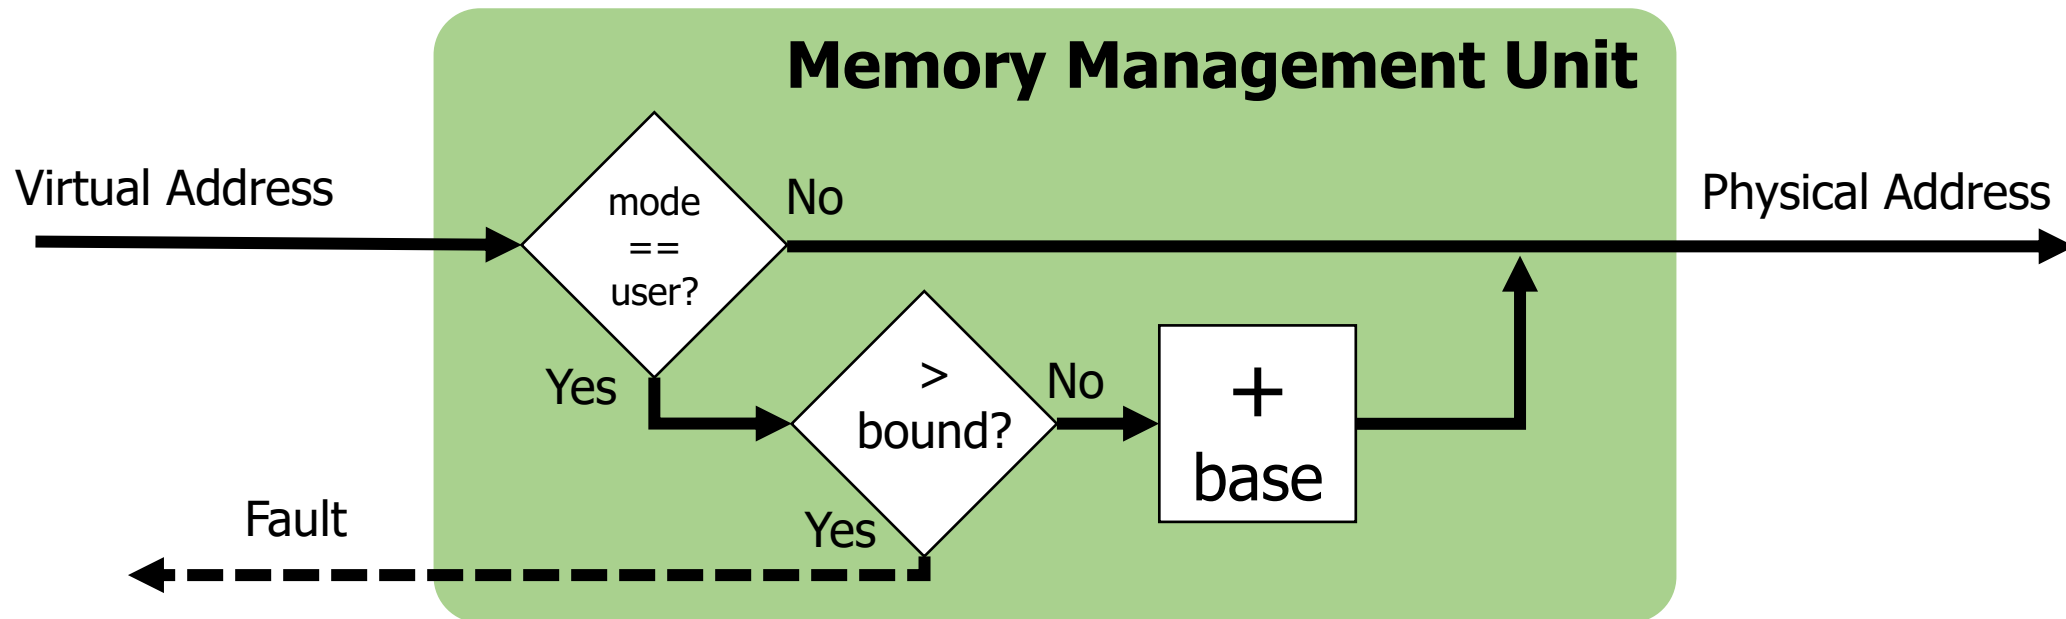 Memory Management Unit
Virtual Address
mode
==
user?
No
Physical Address
Yes
>
bound?
No
+
base
Yes
Fault